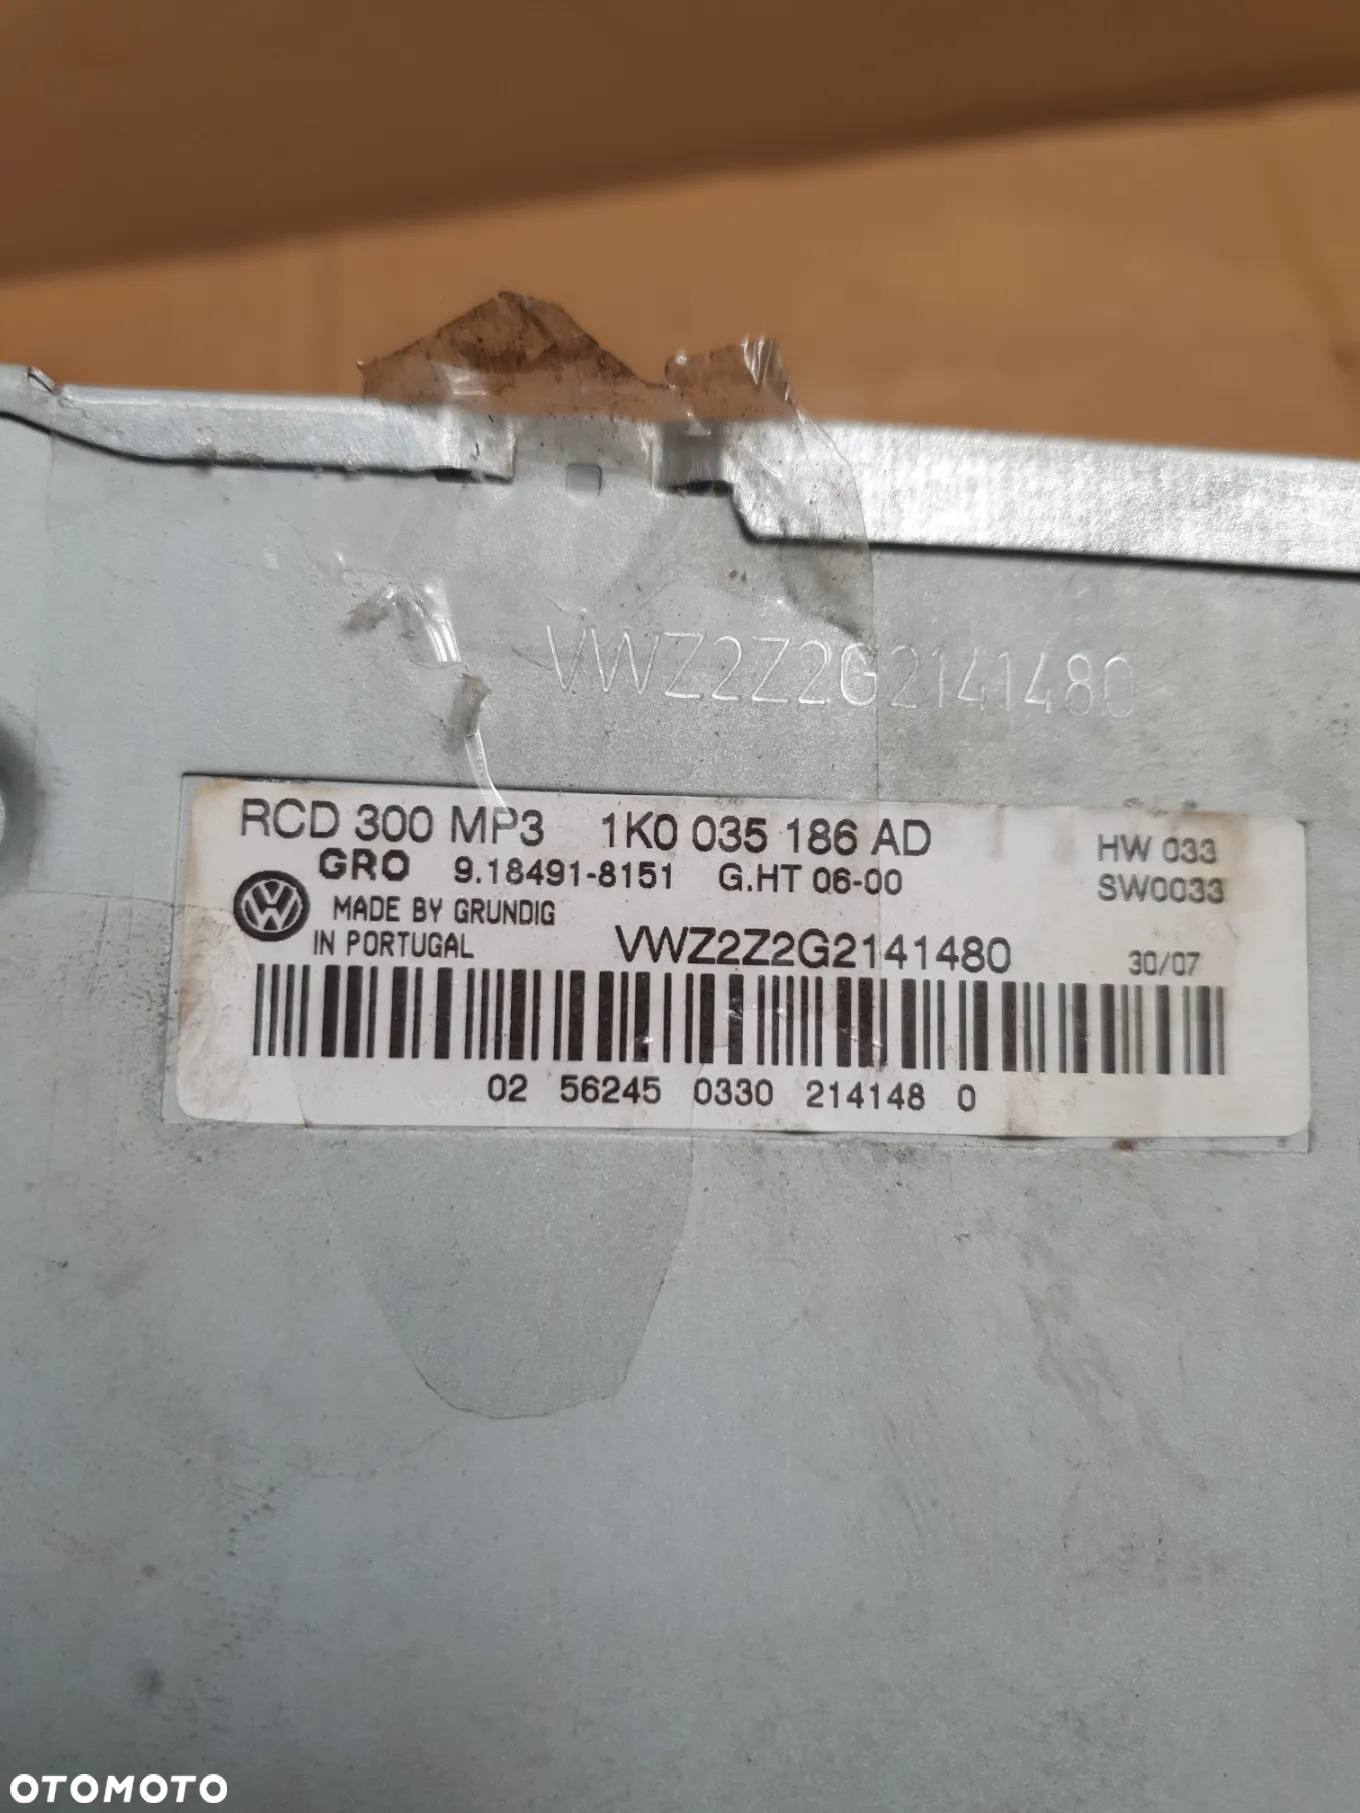 VWZ2Z2G2141480
RCD 300 MP3 1K0 035 186 AD
HW 033
GRO 9.18491-8151 G.HT 06-00
SW0033
MADE BY GRUNDIG
IN PORTUGAL
VWZ2Z2G2141480
30/07
02 56245 0330 214148 0
OTOMOTO